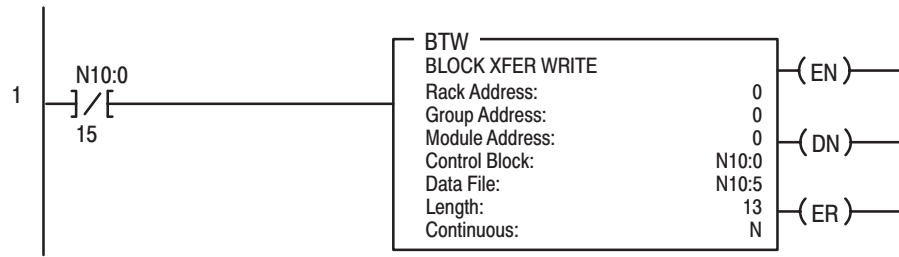 BTW
BLOCK XFER WRITE
EN
N10:0
Rack Address: 0
1
Group Address: 0
15
Module Address: 0
DN
Control Block: N10:0
Data File: N10:5
Length: 13
ER
Continuous: N